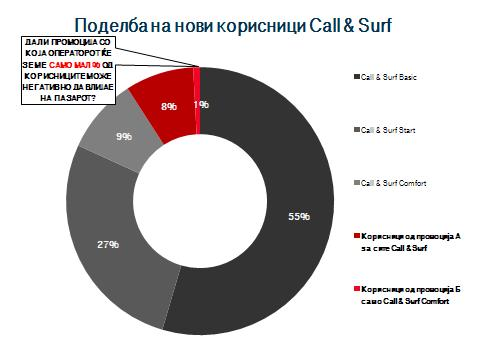 Поделба на нови корисници Call & Surf
ДАЛИ ПРОМОЦИЈА СО
КОЈА ОПЕРАТОРОТ ЌЕ
ЗЕМЕ САМО МАЛ % ОД
КОРИСНИЦИТЕ МОЖЕ
НЕГАТИВНО ДА ВЛИЈАЕ
НА ПАЗАРОТ?
1%
8%
9%
27%
55%
Call & Surf Basic
Call & Surf Start
Call & Surf Comfort
Корисници од промоција А
за сите Call & Surf
Корисници од промоција Б
само Call & Surf Comfort